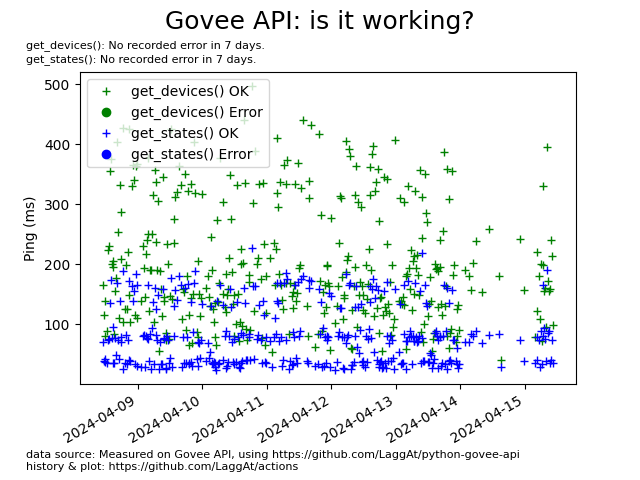 Govee API: is it working?
get_devices(): No recorded error in 7 days.
get_states(): No recorded error in 7 days.
get_devices() OK
get_devices() Error
get_states() OK
get_states() Error
500
400
300
200
100
Ping (ms)
2024-04-09
2024-04-10
2024-04-11
2024-04-12
2024-04-13
2024-04-14
2024-04-15
data source: Measured on Govee API, using https://github.com/LaggAt/python-govee-api
history & plot: https://github.com/LaggAt/actions